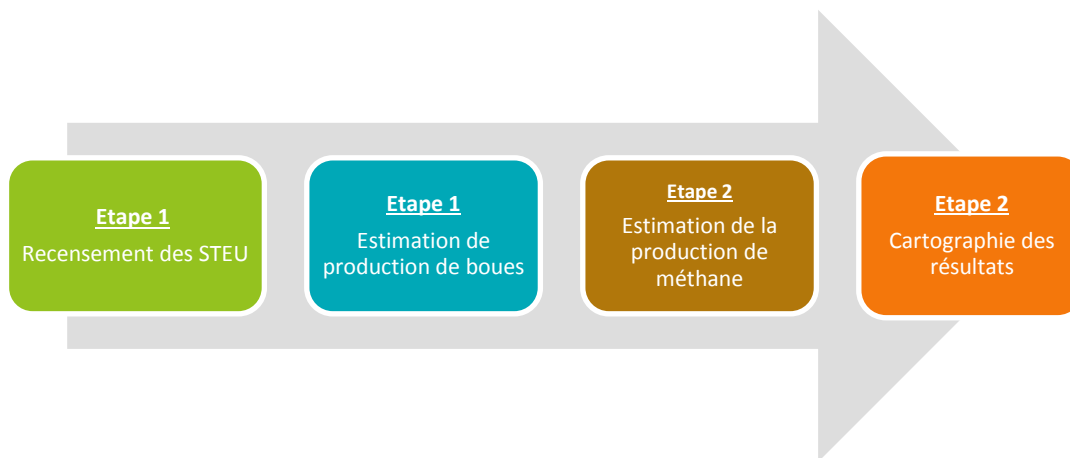 Etape 1
Recensement des STEU
Etape 1
Estimation de
production de boues
Etape 2
Estimation de la
production de
méthane
Etape 2
Cartographie des
résultats